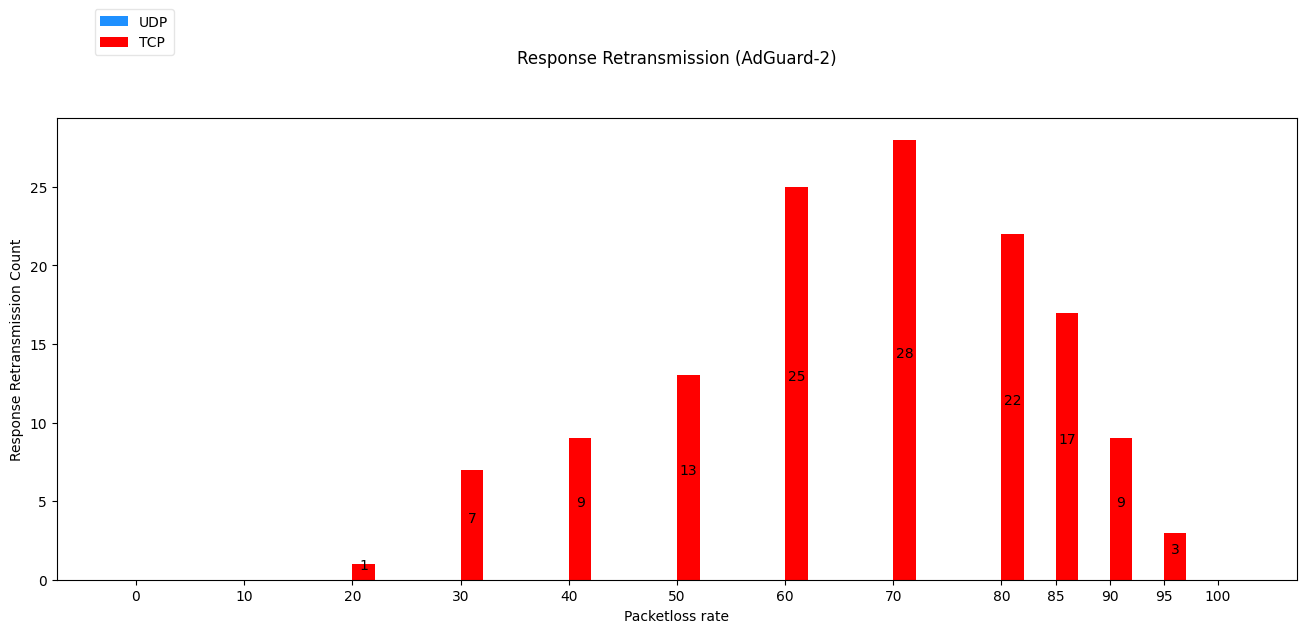 UDP
TCP
Response Retransmission (AdGuard-2)
Response Retransmission Count
25
20
15
10
5
0
1
7
9
13
25
28
22
17
9
3
0 10 20 30 40 50 60 70 80 85 90 95 100
Packetloss rate